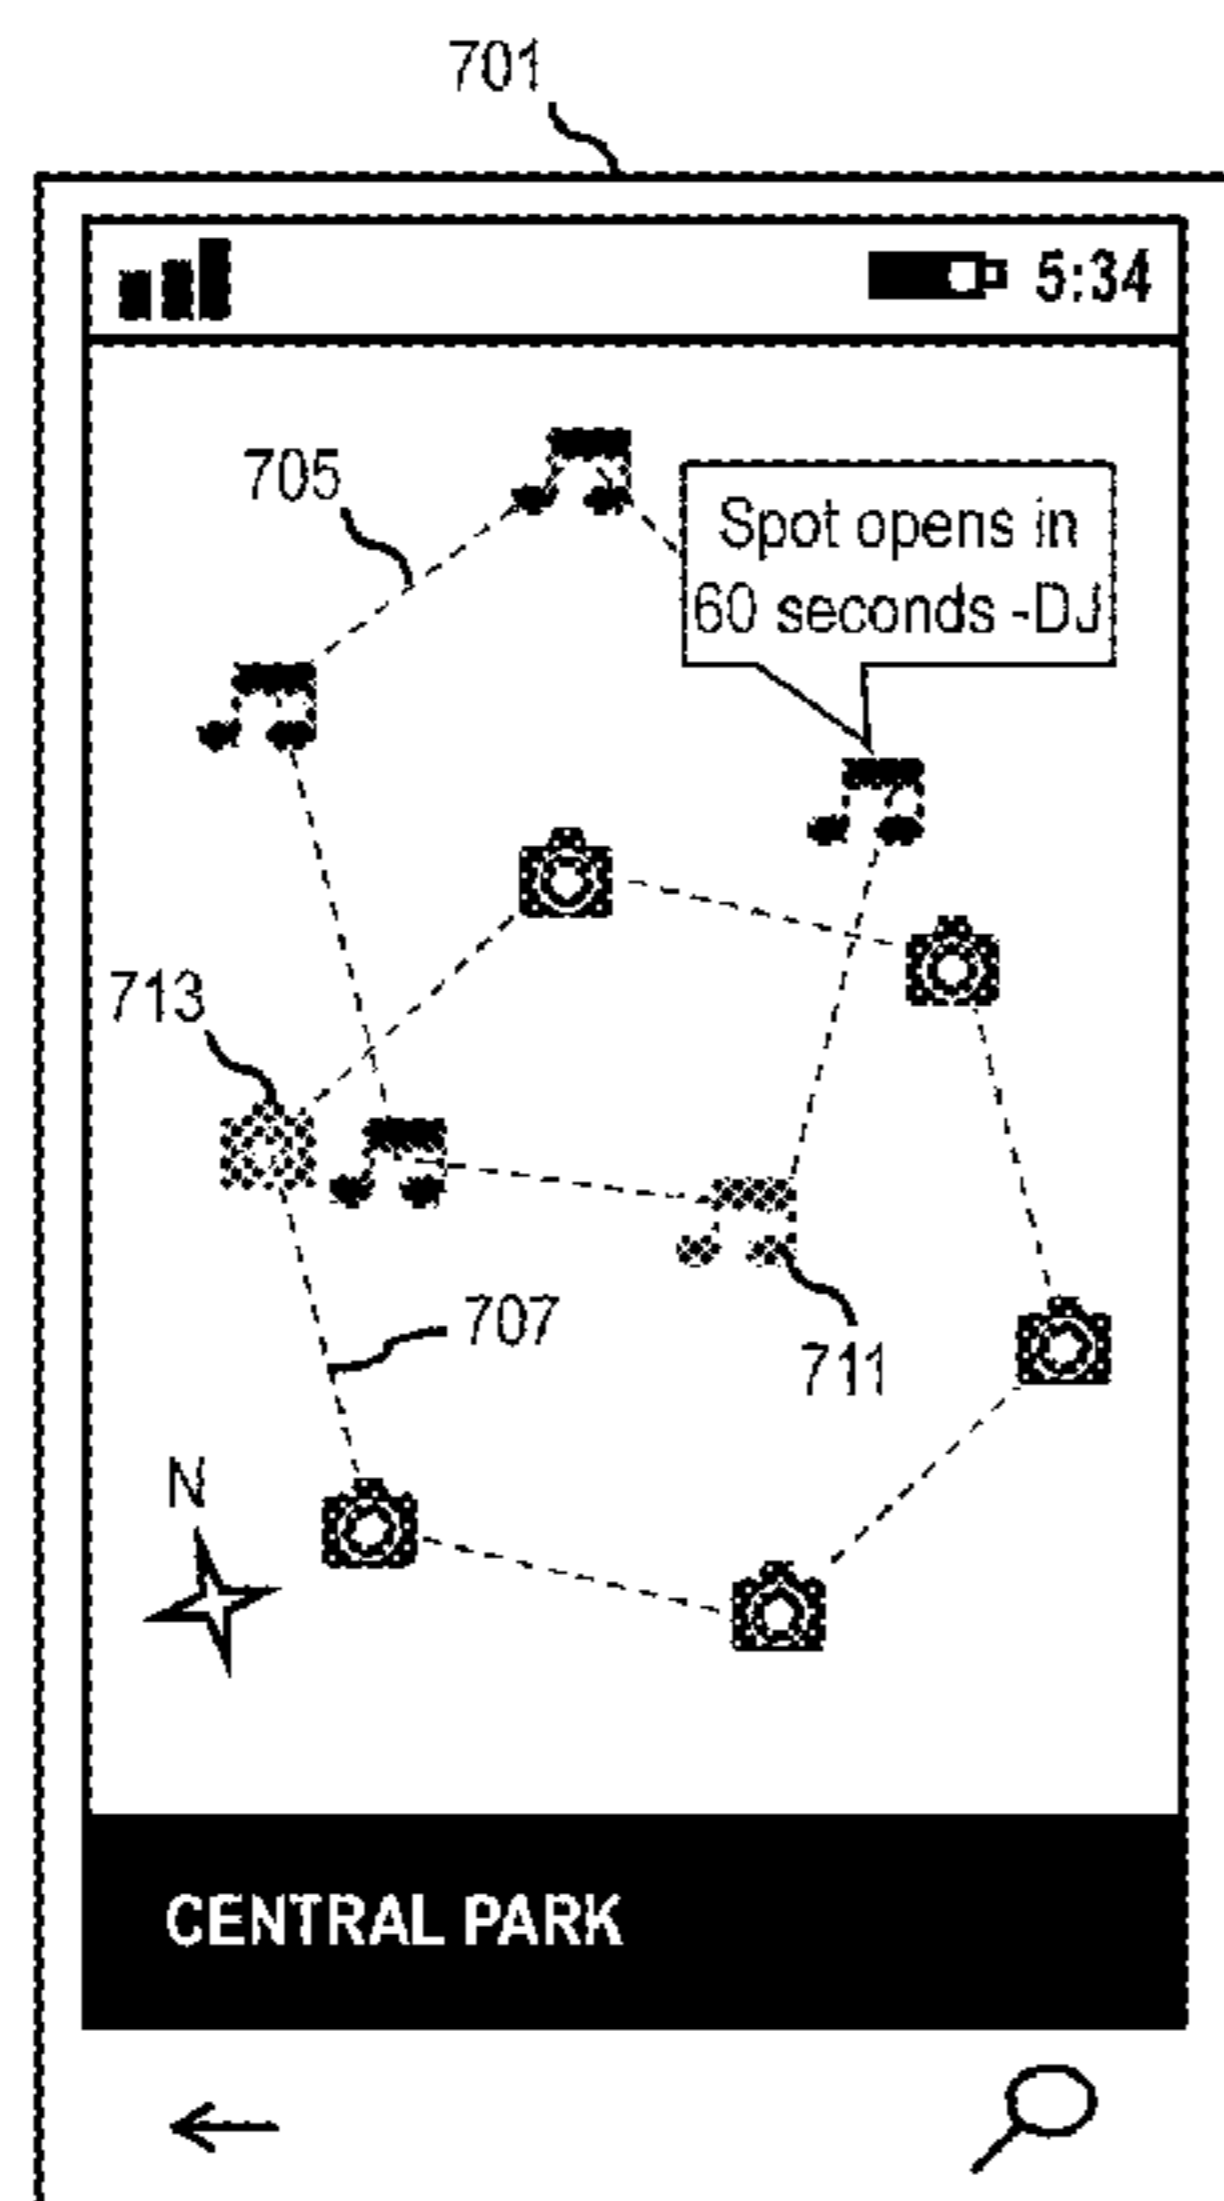 701
5:34
705
Spot opens in
60 seconds -DJ
713
707
711
N
CENTRAL PARK